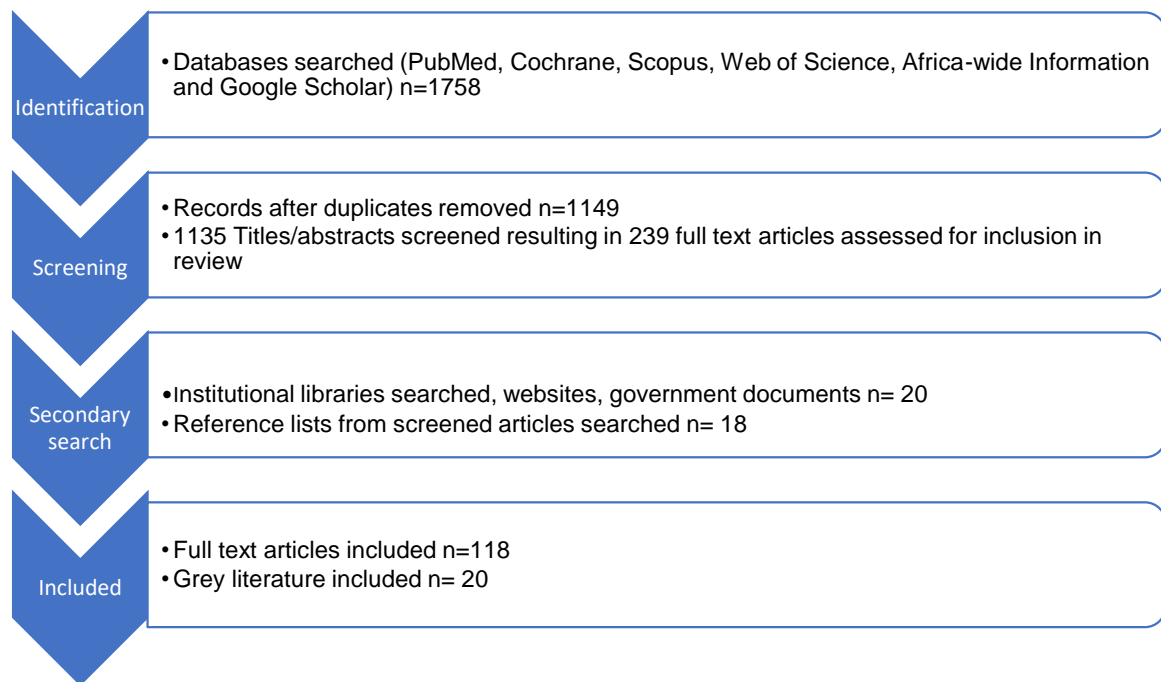 Identification
• Databases searched (PubMed, Cochrane, Scopus, Web of Science, Africa-wide Information
and Google Scholar) n=1758
Screening
• Records after duplicates removed n=1149
• 1135 Titles/abstracts screened resulting in 239 full text articles assessed for inclusion in
review
Secondary
search
• Institutional libraries searched, websites, government documents n= 20
• Reference lists from screened articles searched n= 18
Included
• Full text articles included n=118
• Grey literature included n= 20